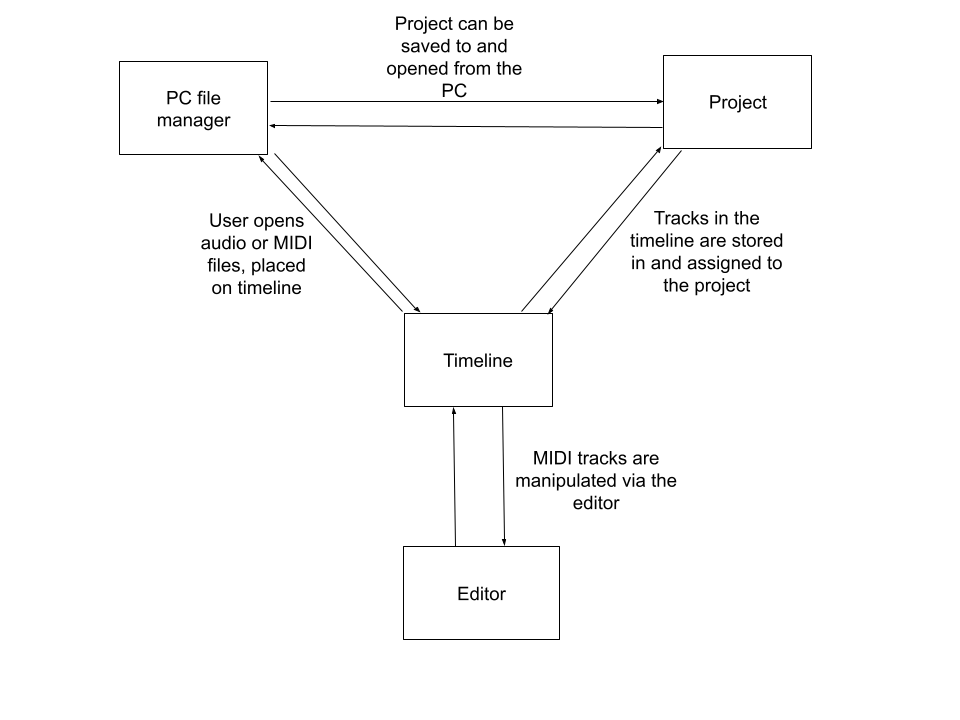 Project can be
saved to and
opened from the
PC
PC file
manager
Project
User opens
audio or MIDI
files, placed
on timeline
Tracks in the
timeline are stored
in and assigned to
the project
Timeline
MIDI tracks are
manipulated via the
editor
Editor